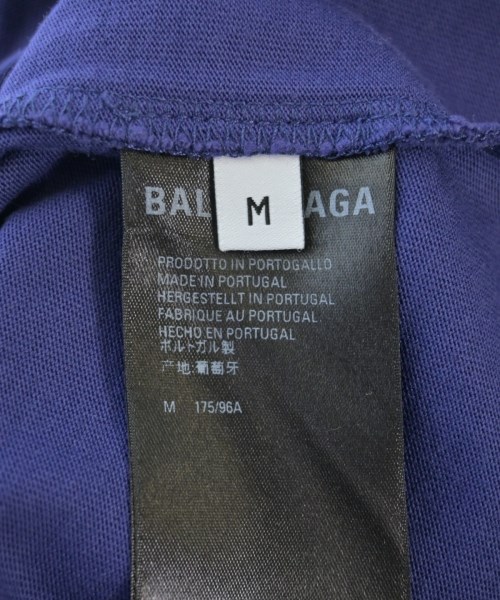 BAL AGA
M
PRODOTTO IN PORTOGALLO
MADE IN PORTUGAL
HERGESTELLT IN PORTUGAL
FABRIQUE AU PORTUGAL
HECHO EN PORTUGAL
ポルトガル製
产地:葡萄牙
M 175/96A